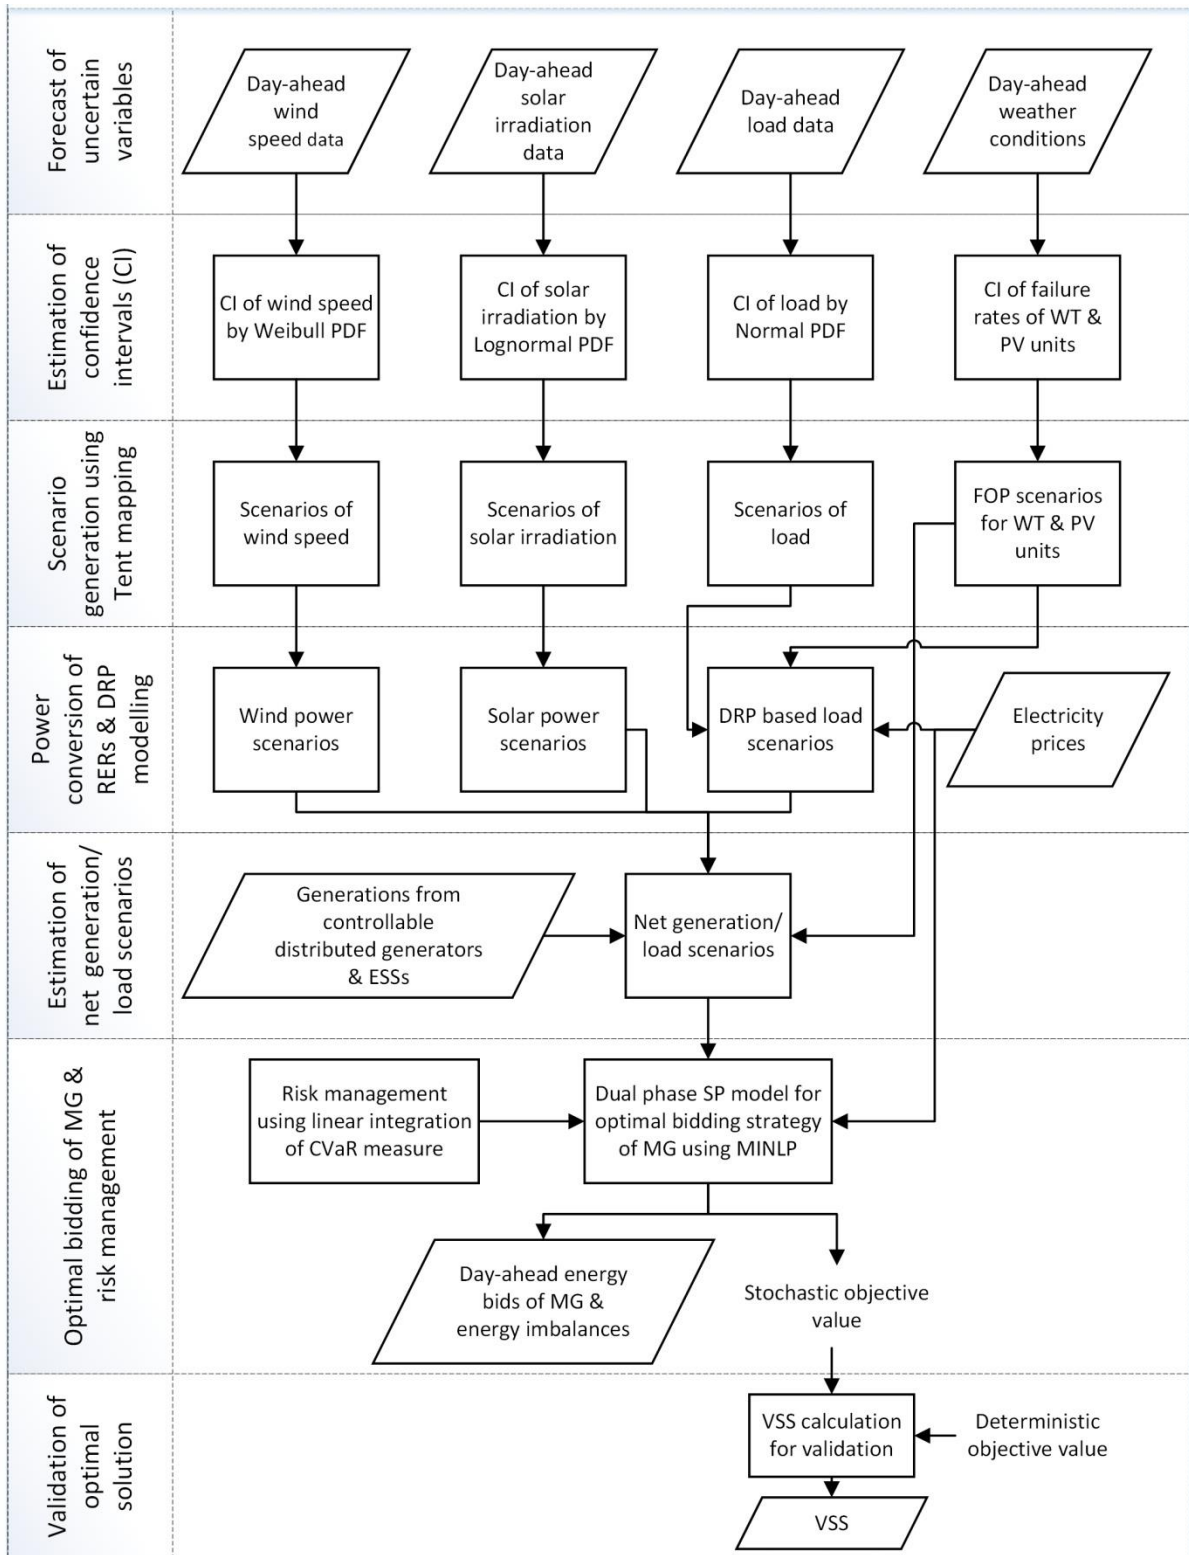 Forecast of
uncertain
variables
Day-ahead
wind
speed data
Day-ahead
solar
irradiation
data
Day-ahead
load data
Day-ahead
weather
conditions
Estimation of
confidence
intervals (CI)
CI of wind speed
by Weibull PDF
CI of solar
irradiation by
Lognormal PDF
CI of load by
Normal PDF
CI of failure
rates of WT &
PV units
Scenario
generation using
Tent mapping
Scenarios of
wind speed
Scenarios of
solar irradiation
Scenarios of
load
FOP scenarios
for WT & PV
units
Power
conversion of
RERs & DRP
modelling
Wind power
scenarios
Solar power
scenarios
DRP based load
scenarios
Electricity
prices
Estimation of
net generation/
load scenarios
Generations from
controllable
distributed generators
& ESSs
Net generation/
load scenarios
Optimal bidding of MG &
risk management
Risk management
using linear integration
of CVaR measure
Dual phase SP model for
optimal bidding strategy
of MG using MINLP
Day-ahead energy
bids of MG &
energy imbalances
Stochastic objective
value
Validation of
optimal
solution
VSS calculation
for validation
Deterministic
objective value
VSS